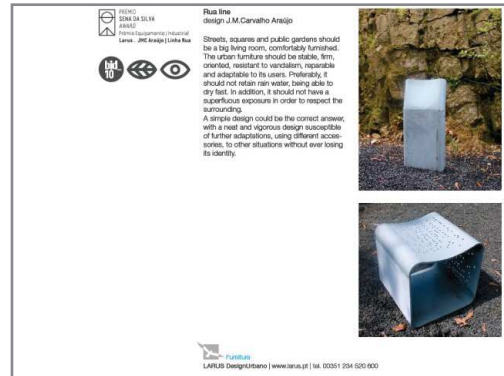 PRÉMIO
SENA DA SILVA
AWARD
Prémio Equipamento | Industrial
Larus . JMC Araújo | Linha Rua
bid_
10
Rua line
design J.M.Carvalho Araújo
Streets, squares and public gardens should
be a big living room, comfortably furnished.
The urban furniture should be stable, firm,
oriented, resistant to vandalism, reparable
and adaptable to its users. Preferably, it
should not retain rain water, being able to
dry fast. In addition, it should not have a
superfluous exposure in order to respect the
surrounding.
A simple design could be the correct answer,
with a neat and vigorous design susceptible
of further adaptations, using different acces-
sories, to other situations without ever losing
its identity.
Furnitura
LARUS DesignUrbano | www.larus.pt | tel. 00351 234 520 600